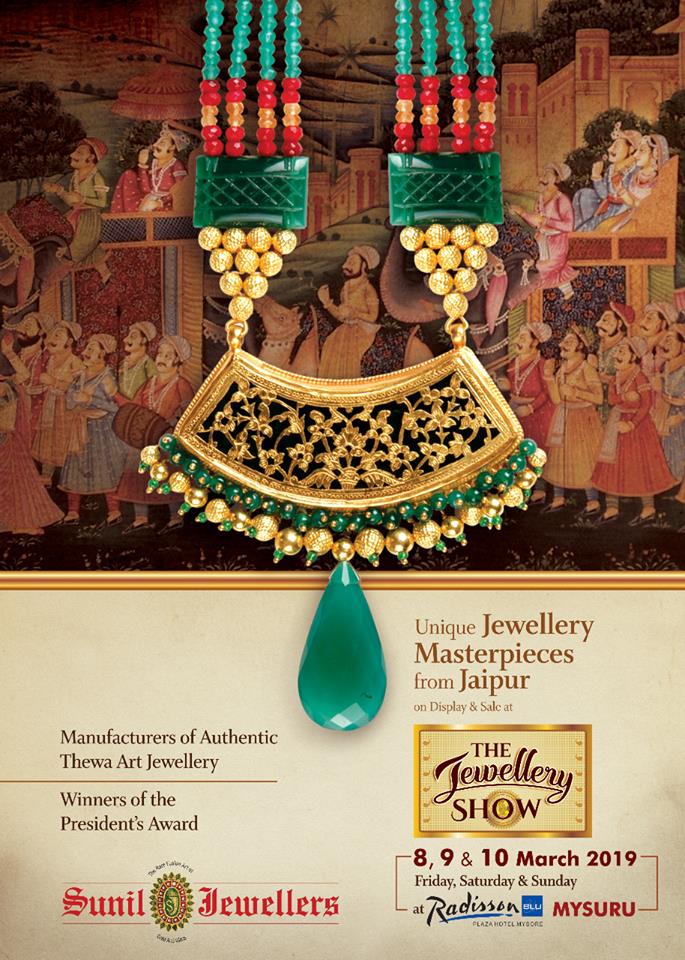 Unique Jewellery
Masterpieces
from Jaipur
on Display & Sale at
THE
Jewellery
SHOW
8, 9 & 10 March 2019
Friday, Saturday & Sunday
at Radisson BLU MYSURU
PLAZA HOTEL MYSORE
Manufacturers of Authentic
Thewa Art Jewellery
Winners of the
President's Award
Sunil Jewellers